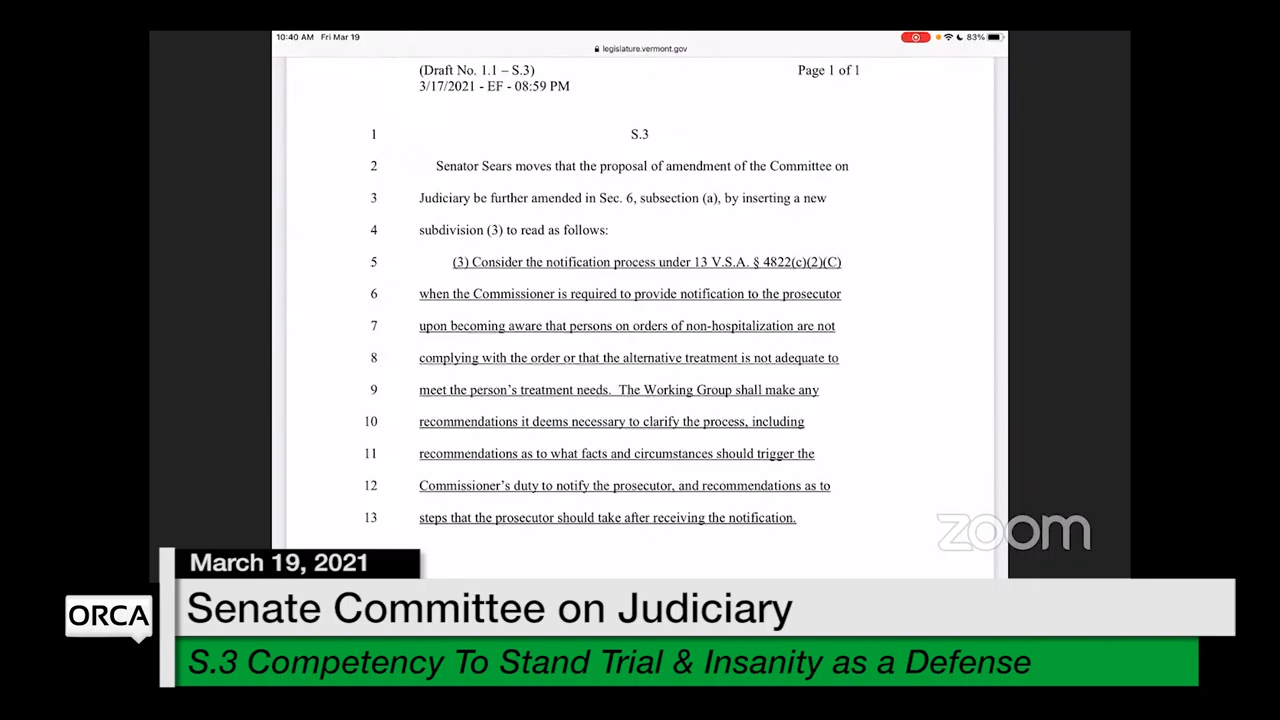 10:40 AM Fri Mar 19
83%
legislature.vermont.gov
(Draft No. 1.1 – S.3)
Page 1 of 1
3/17/2021 - EF - 08:59 PM
1 S.3
2 Senator Sears moves that the proposal of amendment of the Committee on
3 Judiciary be further amended in Sec. 6, subsection (a), by inserting a new
4 subdivision (3) to read as follows:
5 (3) Consider the notification process under 13 V.S.A. § 4822(c)(2)(C)
6 when the Commissioner is required to provide notification to the prosecutor
7 upon becoming aware that persons on orders of non-hospitalization are not
8 complying with the order or that the alternative treatment is not adequate to
9 meet the person's treatment needs. The Working Group shall make any
10 recommendations it deems necessary to clarify the process, including
11 recommendations as to what facts and circumstances should trigger the
12 Commissioner's duty to notify the prosecutor, and recommendations as to
13 steps that the prosecutor should take after receiving the notification.
zoom
March 19, 2021
ORCA
Senate Committee on Judiciary
S.3 Competency To Stand Trial & Insanity as a Defense